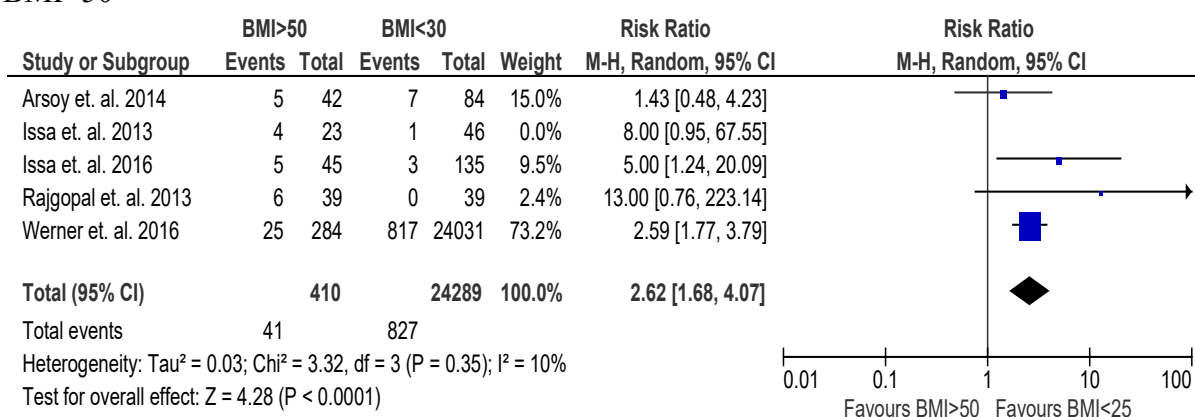 BMI>50 BMI<30 Risk Ratio Risk Ratio
Study or Subgroup Events Total Events Total Weight M-H, Random, 95% CI M-H, Random, 95% CI
Arsoy et. al. 2014 5 42 7 84 15.0% 1.43 [0.48, 4.23]
Issa et. al. 2013 4 23 1 46 0.0% 8.00 [0.95, 67.55]
Issa et. al. 2016 5 45 3 135 9.5% 5.00 [1.24, 20.09]
Rajgopal et. al. 2013 6 39 0 39 2.4% 13.00 [0.76, 223.14]
Werner et. al. 2016 25 284 817 24031 73.2% 2.59 [1.77, 3.79]
Total (95% CI) 410 24289 100.0% 2.62 [1.68, 4.07]
Total events 41 827
Heterogeneity: Tau² = 0.03; Chi² = 3.32, df = 3 (P = 0.35); I² = 10%
Test for overall effect: Z = 4.28 (P < 0.0001)
0.01 0.1 1 10 100
Favours BMI>50 Favours BMI<25